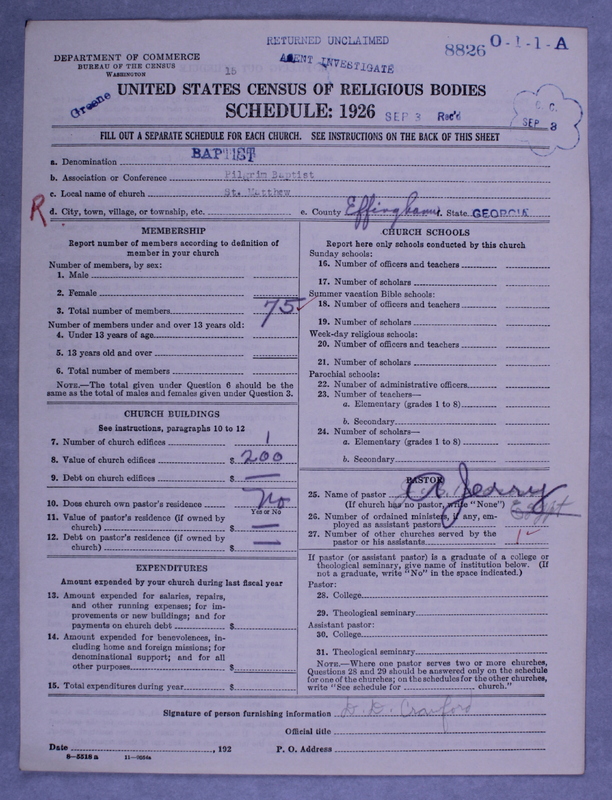 RETURNED UNCLAIMED
8826 O-1-1-A
AGENT INVESTIGATE
DEPARTMENT OF COMMERCE
BUREAU OF THE CENSUS
WASHINGTON
15
UNITED STATES CENSUS OF RELIGIOUS BODIES
Greene
SCHEDULE: 1926 SEP 3 Rec'd
S. C.
SEP 3
FILL OUT A SEPARATE SCHEDULE FOR EACH CHURCH. SEE INSTRUCTIONS ON THE BACK OF THIS SHEET
a. Denomination BAPTIST
b. Association or Conference Pilgrim Baptist
c. Local name of church St. Matthew
R d. City, town, village, or township, etc. e. County Effingham f. State GEORGIA
MEMBERSHIP
Report number of members according to definition of
member in your church
Number of members, by sex:
1. Male
2. Female
3. Total number of members 75
Number of members under and over 13 years old:
4. Under 13 years of age
5. 13 years old and over
6. Total number of members
NOTE.—The total given under Question 6 should be the
same as the total of males and females given under Question 3.
CHURCH BUILDINGS
See instructions, paragraphs 10 to 12
7. Number of church edifices 1
8. Value of church edifices $ 200
9. Debt on church edifices $ —
10. Does church own pastor's residence No
Yes or No
11. Value of pastor's residence (if owned by
church) $ —
12. Debt on pastor's residence (if owned by
church) $ —
EXPENDITURES
Amount expended by your church during last fiscal year
13. Amount expended for salaries, repairs,
and other running expenses; for im-
provements or new buildings; and for
payments on church debt $
14. Amount expended for benevolences, in-
cluding home and foreign missions; for
denominational support; and for all
other purposes $
15. Total expenditures during year $
CHURCH SCHOOLS
Report here only schools conducted by this church
Sunday schools:
16. Number of officers and teachers
17. Number of scholars
Summer vacation Bible schools:
18. Number of officers and teachers
19. Number of scholars
Week-day religious schools:
20. Number of officers and teachers
21. Number of scholars
Parochial schools:
22. Number of administrative officers
23. Number of teachers—
a. Elementary (grades 1 to 8)
b. Secondary
24. Number of scholars—
a. Elementary (grades 1 to 8)
b. Secondary
PASTOR
25. Name of pastor A Jerry
(If church has no pastor, write "None") Egypt
26. Number of ordained ministers, if any, em-
ployed as assistant pastors
27. Number of other churches served by the
pastor or his assistants 1
If pastor (or assistant pastor) is a graduate of a college or
theological seminary, give name of institution below. (If
not a graduate, write "No" in the space indicated.)
Pastor:
28. College
29. Theological seminary
Assistant pastor:
30. College
31. Theological seminary
NOTE.—Where one pastor serves two or more churches,
Questions 28 and 29 should be answered only on the schedule
for one of the churches; on the schedules for the other churches,
write "See schedule for church."
Signature of person furnishing information D. D. Crawford
Official title
Date , 192 P. O. Address
8-5518a 11-9084a